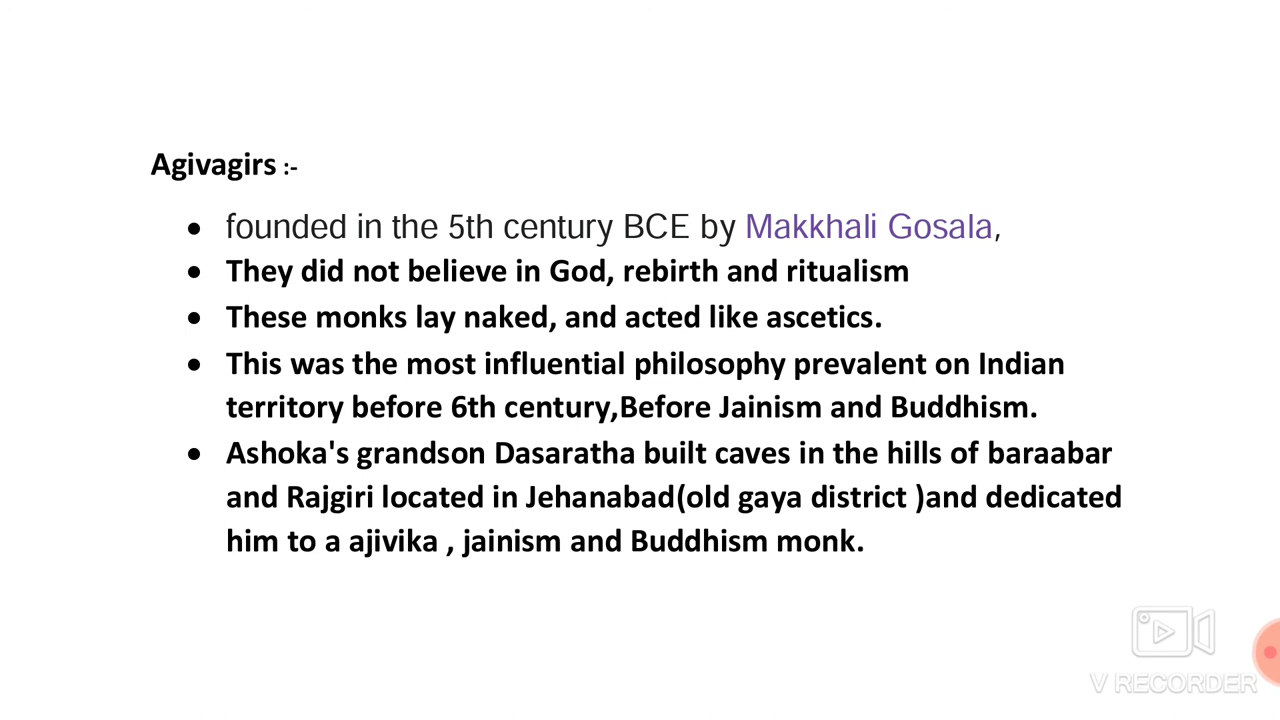 Agivagirs :-
• founded in the 5th century BCE by Makkhali Gosala,
• They did not believe in God, rebirth and ritualism
• These monks lay naked, and acted like ascetics.
• This was the most influential philosophy prevalent on Indian
territory before 6th century,Before Jainism and Buddhism.
• Ashoka's grandson Dasaratha built caves in the hills of baraabar
and Rajgiri located in Jehanabad(old gaya district )and dedicated
him to a ajivika , jainism and Buddhism monk.
V RECORDER